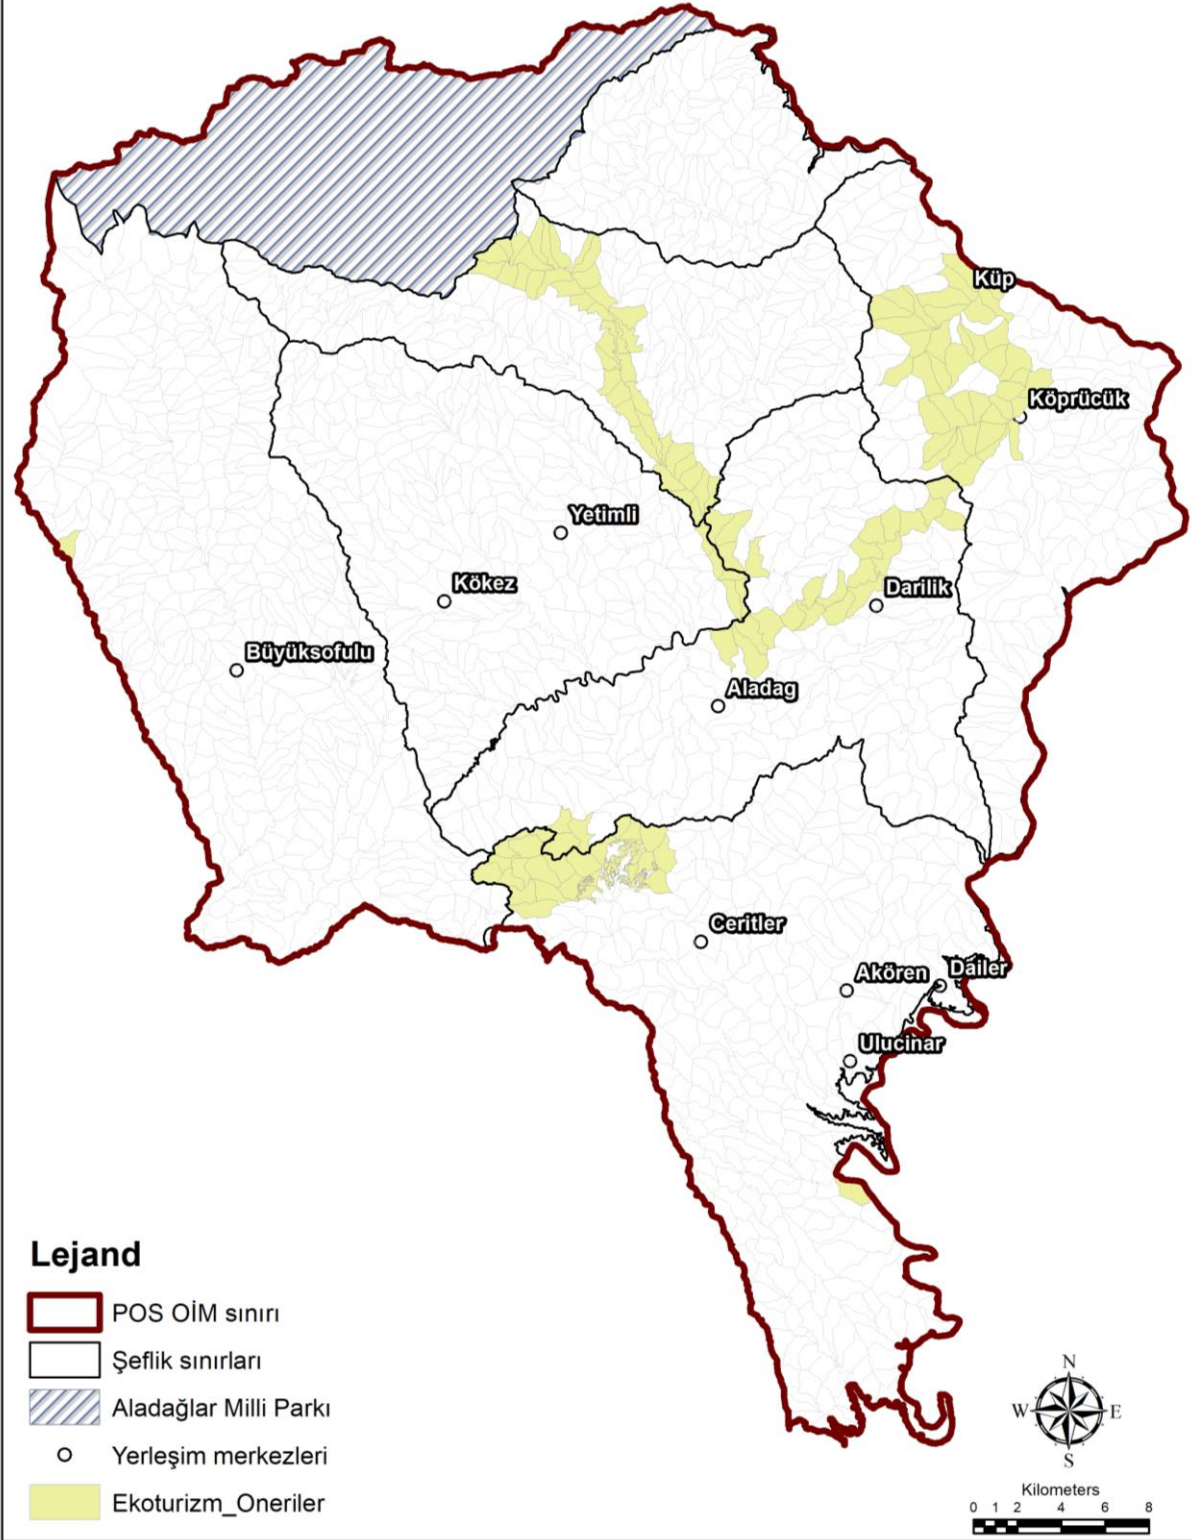 Küp
Köprücük
Yetimli
Kökez
Darilik
Büyüksofulu
Aladag
Ceritler
Akören
Dailer
Ulucinar
Lejand
POS OİM sınırı
Şeflik sınırları
Aladağlar Milli Parkı
Yerleşim merkezleri
Ekoturizm_Oneriler
N
W E
S
Kilometers
0 1 2 4 6 8